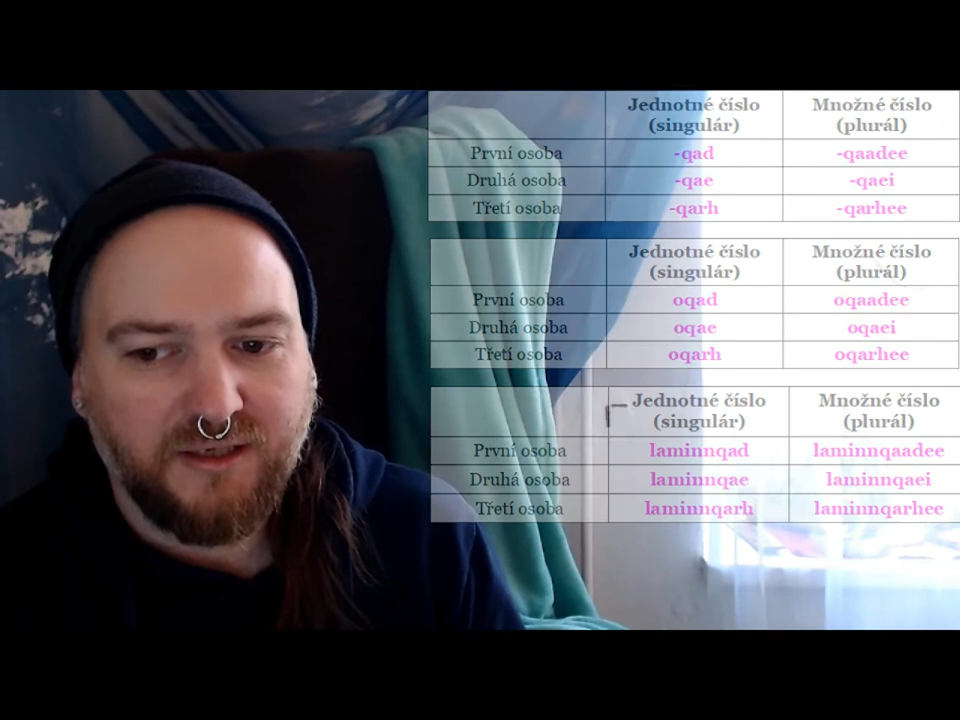 Jednotné číslo Množné číslo
(singulár) (plurál)
První osoba -qad -qaadee
Druhá osoba -qae -qaei
Třetí osoba -qarh -qarhee
Jednotné číslo Množné číslo
(singulár) (plurál)
První osoba oqad oqaadee
Druhá osoba oqae oqaei
Třetí osoba oqarh oqarhee
Jednotné číslo Množné číslo
(singulár) (plurál)
První osoba laminnqad laminnqaadee
Druhá osoba laminnqae laminnqaei
Třetí osoba laminnqarh laminnqarhee